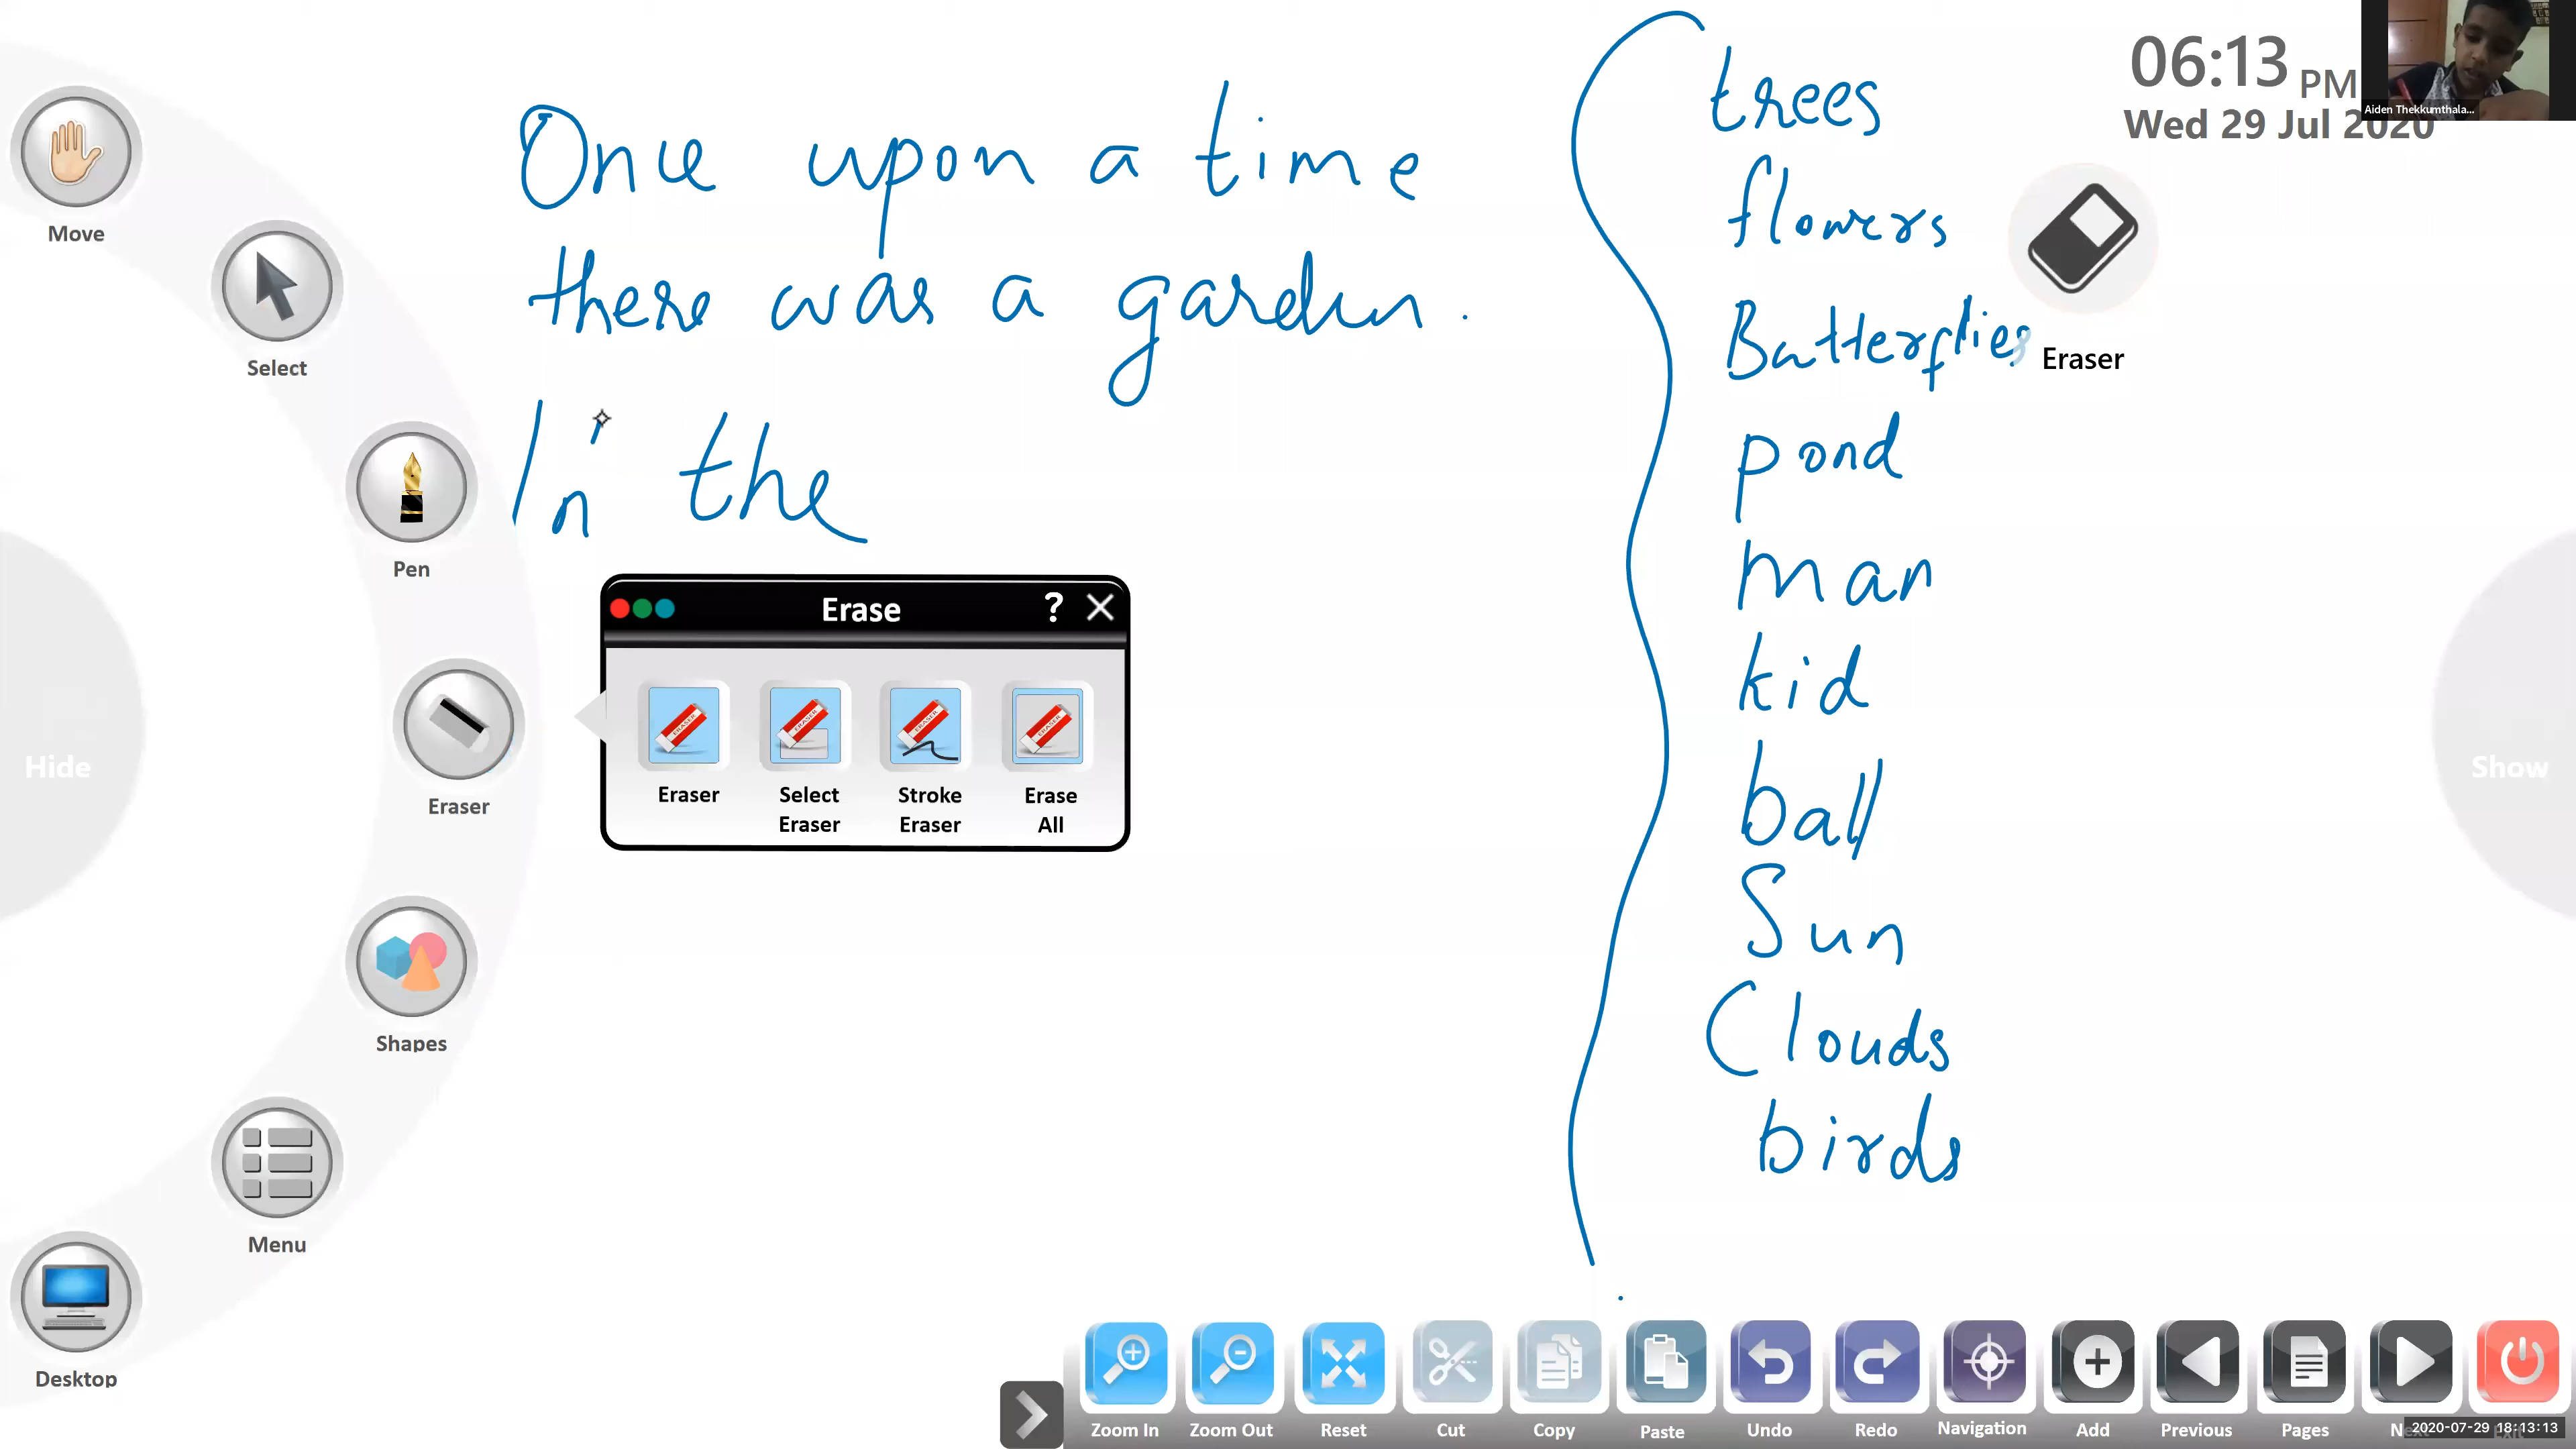 Once upon a time
there was a garden.
In the
trees
flowers
Butterflies
pond
man
kid
ball
Sun
Clouds
birds
06:13 PM
Wed 29 Jul 2020
Aiden Thekkumthala...
Eraser
Move
Select
Pen
Eraser
Shapes
Menu
Desktop
Hide
Show
Erase ?
Eraser
Select Eraser
Stroke Eraser
Erase All
Zoom In
Zoom Out
Reset
Cut
Copy
Paste
Undo
Redo
Navigation
Add
Previous
Pages
2020-07-29 18:13:13